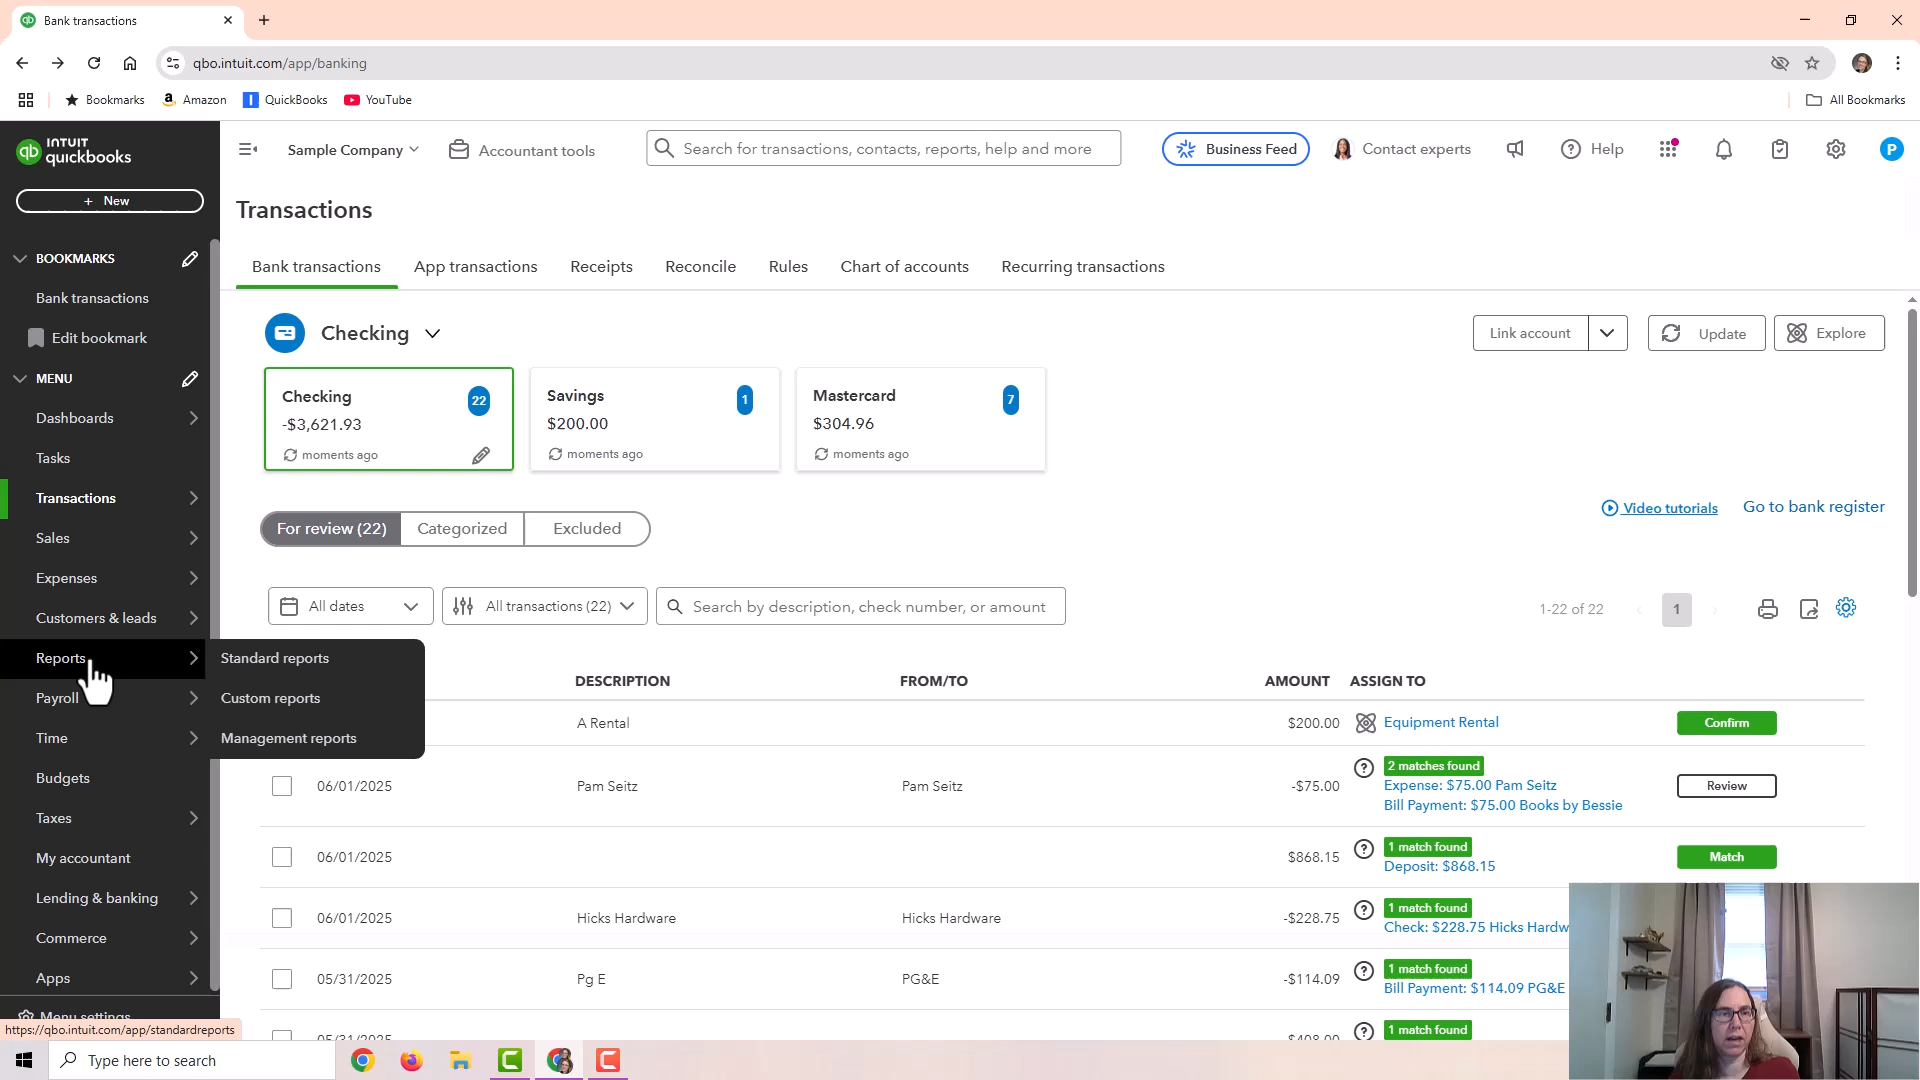 Bank transactions
qbo.intuit.com/app/banking
Bookmarks
Amazon
QuickBooks
YouTube
All Bookmarks
INTUIT
quickbooks
Sample Company
Accountant tools
Search for transactions, contacts, reports, help and more
Business Feed
Contact experts
Help
P
+ New
Transactions
BOOKMARKS
Bank transactions
Edit bookmark
MENU
Dashboards
Tasks
Transactions
Sales
Expenses
Customers & leads
Reports
Payroll
Time
Budgets
Taxes
My accountant
Lending & banking
Commerce
Apps
Menu settings
https://qbo.intuit.com/app/standardreports
Standard reports
Custom reports
Management reports
Bank transactions
App transactions
Receipts
Reconcile
Rules
Chart of accounts
Recurring transactions
Checking
Link account
Update
Explore
Checking
22
-$3,621.93
moments ago
Savings
1
$200.00
moments ago
Mastercard
7
$304.96
moments ago
Video tutorials
Go to bank register
For review (22)
Categorized
Excluded
All dates
All transactions (22)
Search by description, check number, or amount
1-22 of 22
1
DESCRIPTION
FROM/TO
AMOUNT
ASSIGN TO
A Rental
$200.00
Equipment Rental
Confirm
06/01/2025
Pam Seitz
Pam Seitz
-$75.00
2 matches found
Expense: $75.00 Pam Seitz
Bill Payment: $75.00 Books by Bessie
Review
06/01/2025
$868.15
1 match found
Deposit: $868.15
Match
06/01/2025
Hicks Hardware
Hicks Hardware
-$228.75
1 match found
Check: $228.75 Hicks Hardw
05/31/2025
Pg E
PG&E
-$114.09
1 match found
Bill Payment: $114.09 PG&E
05/31/2025
1 match found
Type here to search